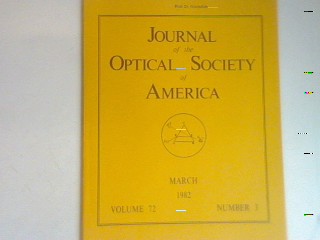 JOURNAL
of the
OPTICAL SOCIETY
of
AMERICA
MARCH
1982
VOLUME 72 NUMBER 3